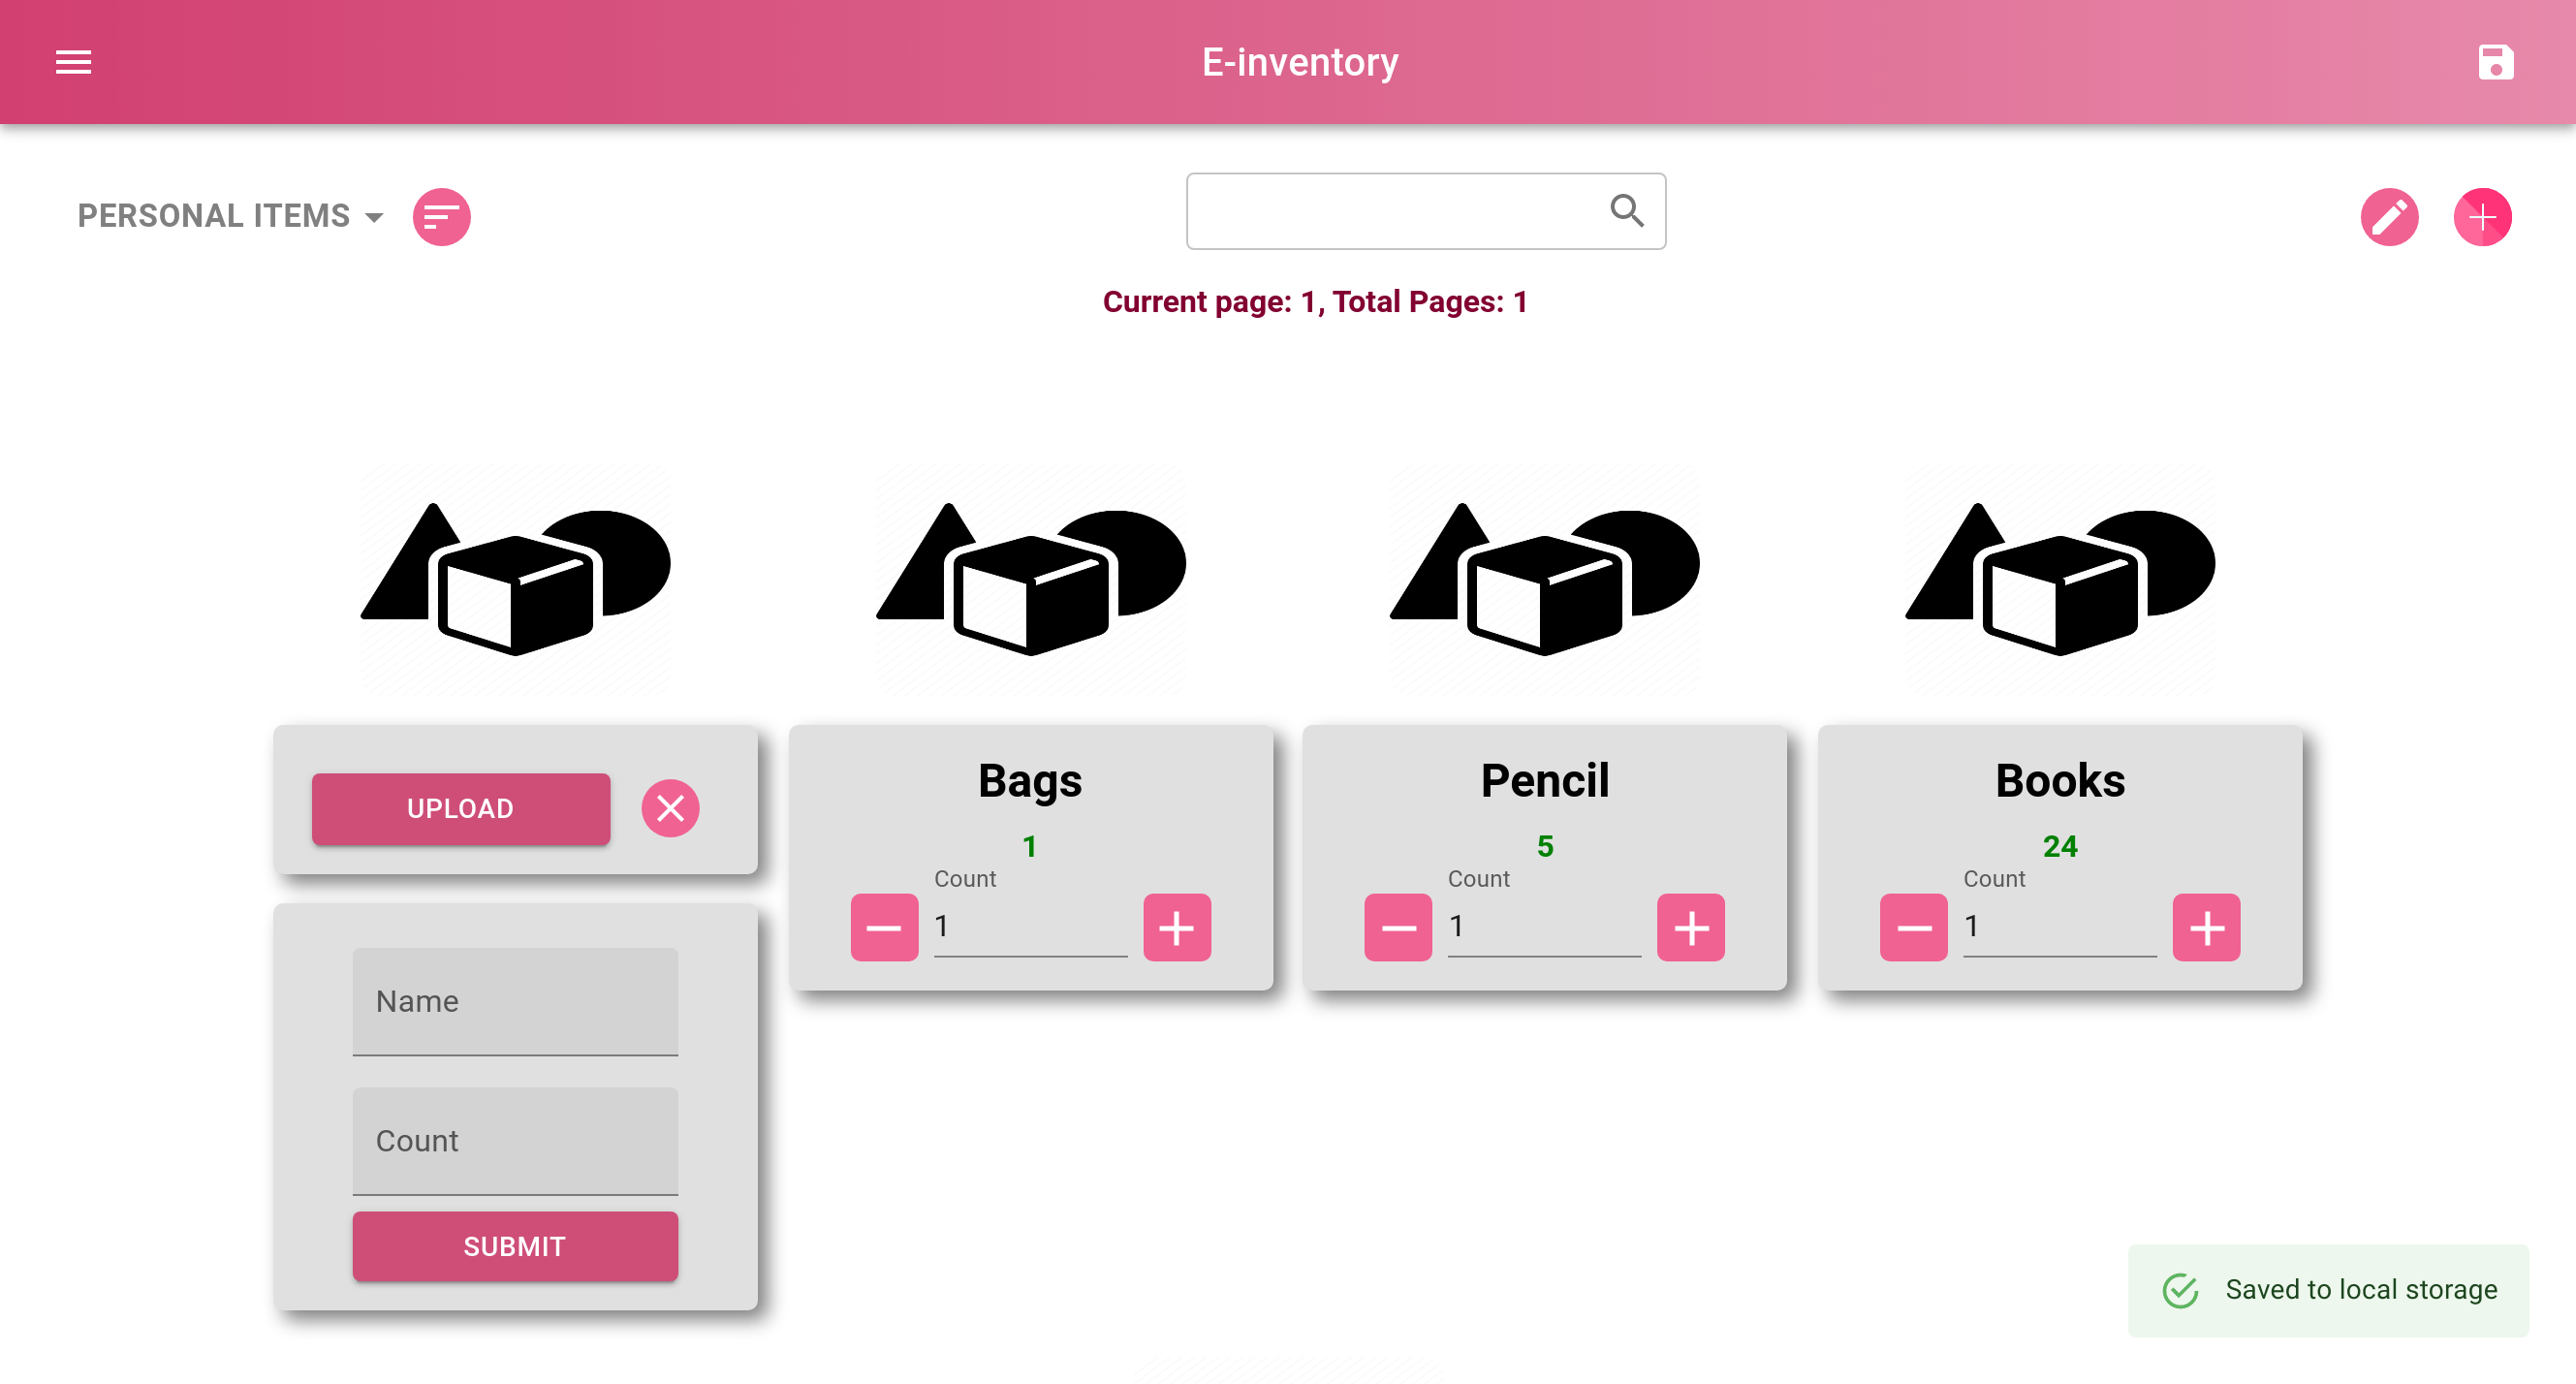 E-inventory
PERSONAL ITEMS
Current page: 1, Total Pages: 1
UPLOAD
Name
Count
SUBMIT
Bags
1
Count
1
Pencil
5
Count
1
Books
24
Count
1
Saved to local storage